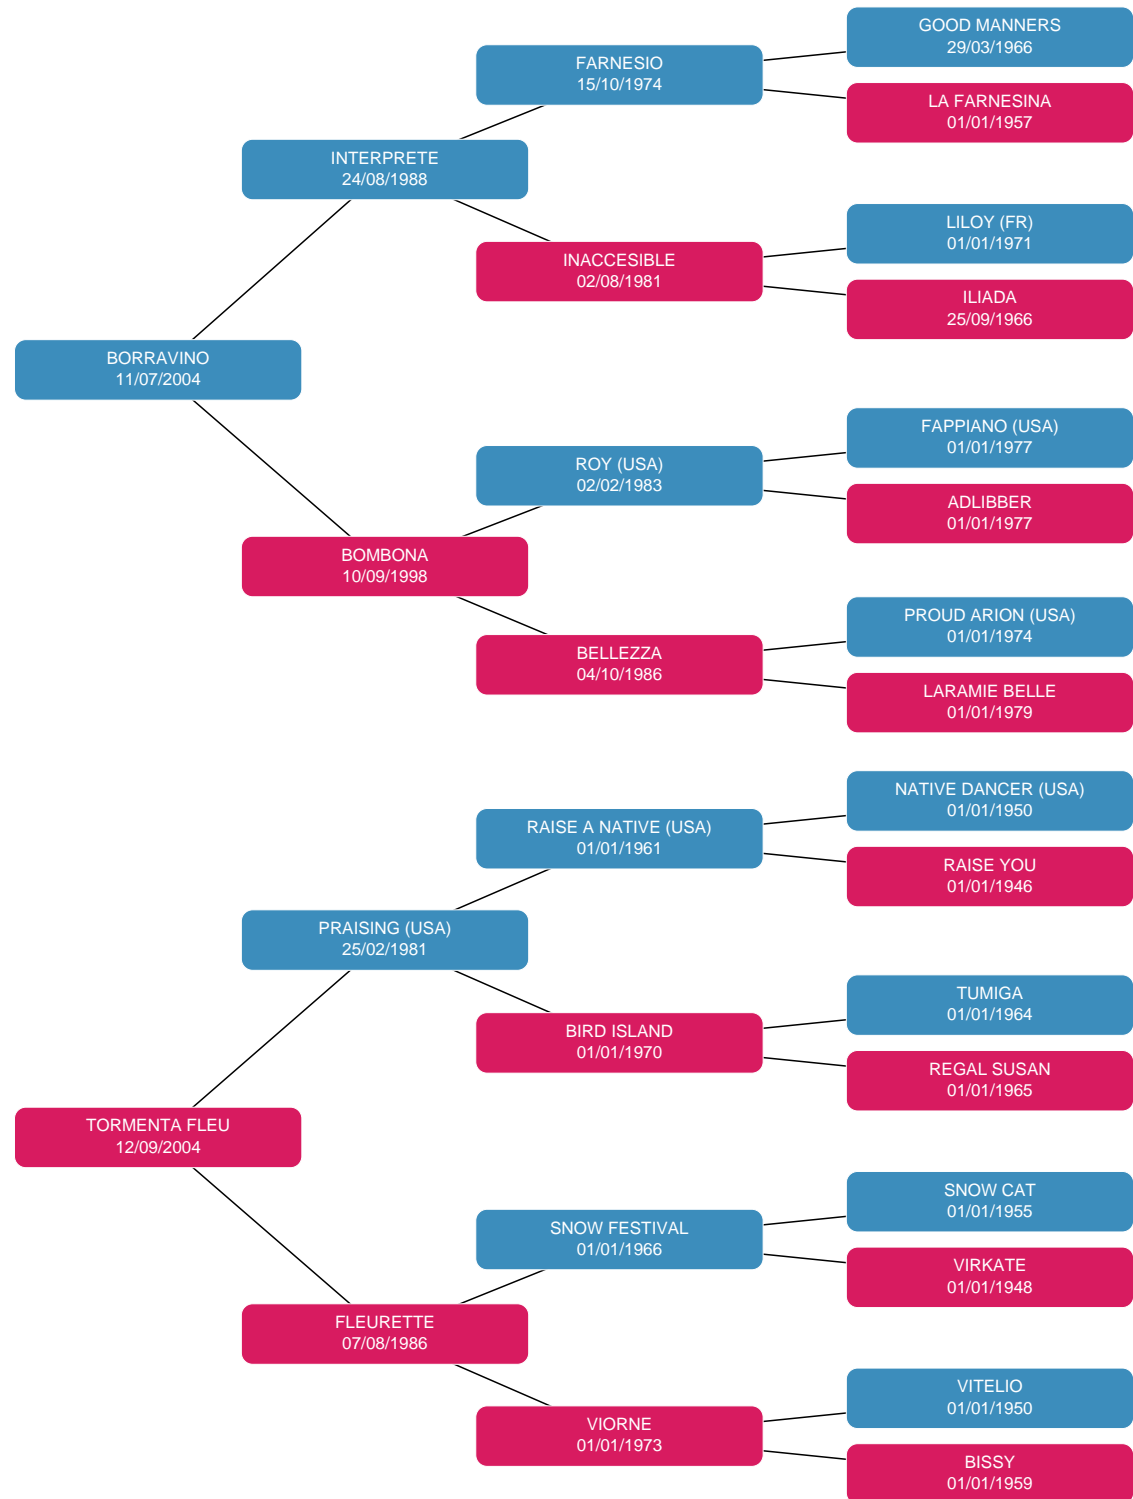 GOOD MANNERS
29/03/1966
FARNESIO
15/10/1974
LA FARNESINA
01/01/1957
INTERPRETE
24/08/1988
LILOY (FR)
01/01/1971
INACCESIBLE
02/08/1981
ILIADA
25/09/1966
BORRAVINO
11/07/2004
FAPPIANO (USA)
01/01/1977
ROY (USA)
02/02/1983
ADLIBBER
01/01/1977
BOMBONA
10/09/1998
PROUD ARION (USA)
01/01/1974
BELLEZZA
04/10/1986
LARAMIE BELLE
01/01/1979
NATIVE DANCER (USA)
01/01/1950
RAISE A NATIVE (USA)
01/01/1961
RAISE YOU
01/01/1946
PRAISING (USA)
25/02/1981
TUMIGA
01/01/1964
BIRD ISLAND
01/01/1970
REGAL SUSAN
01/01/1965
TORMENTA FLEU
12/09/2004
SNOW CAT
01/01/1955
SNOW FESTIVAL
01/01/1966
VIRKATE
01/01/1948
FLEURETTE
07/08/1986
VITELIO
01/01/1950
VIORNE
01/01/1973
BISSY
01/01/1959